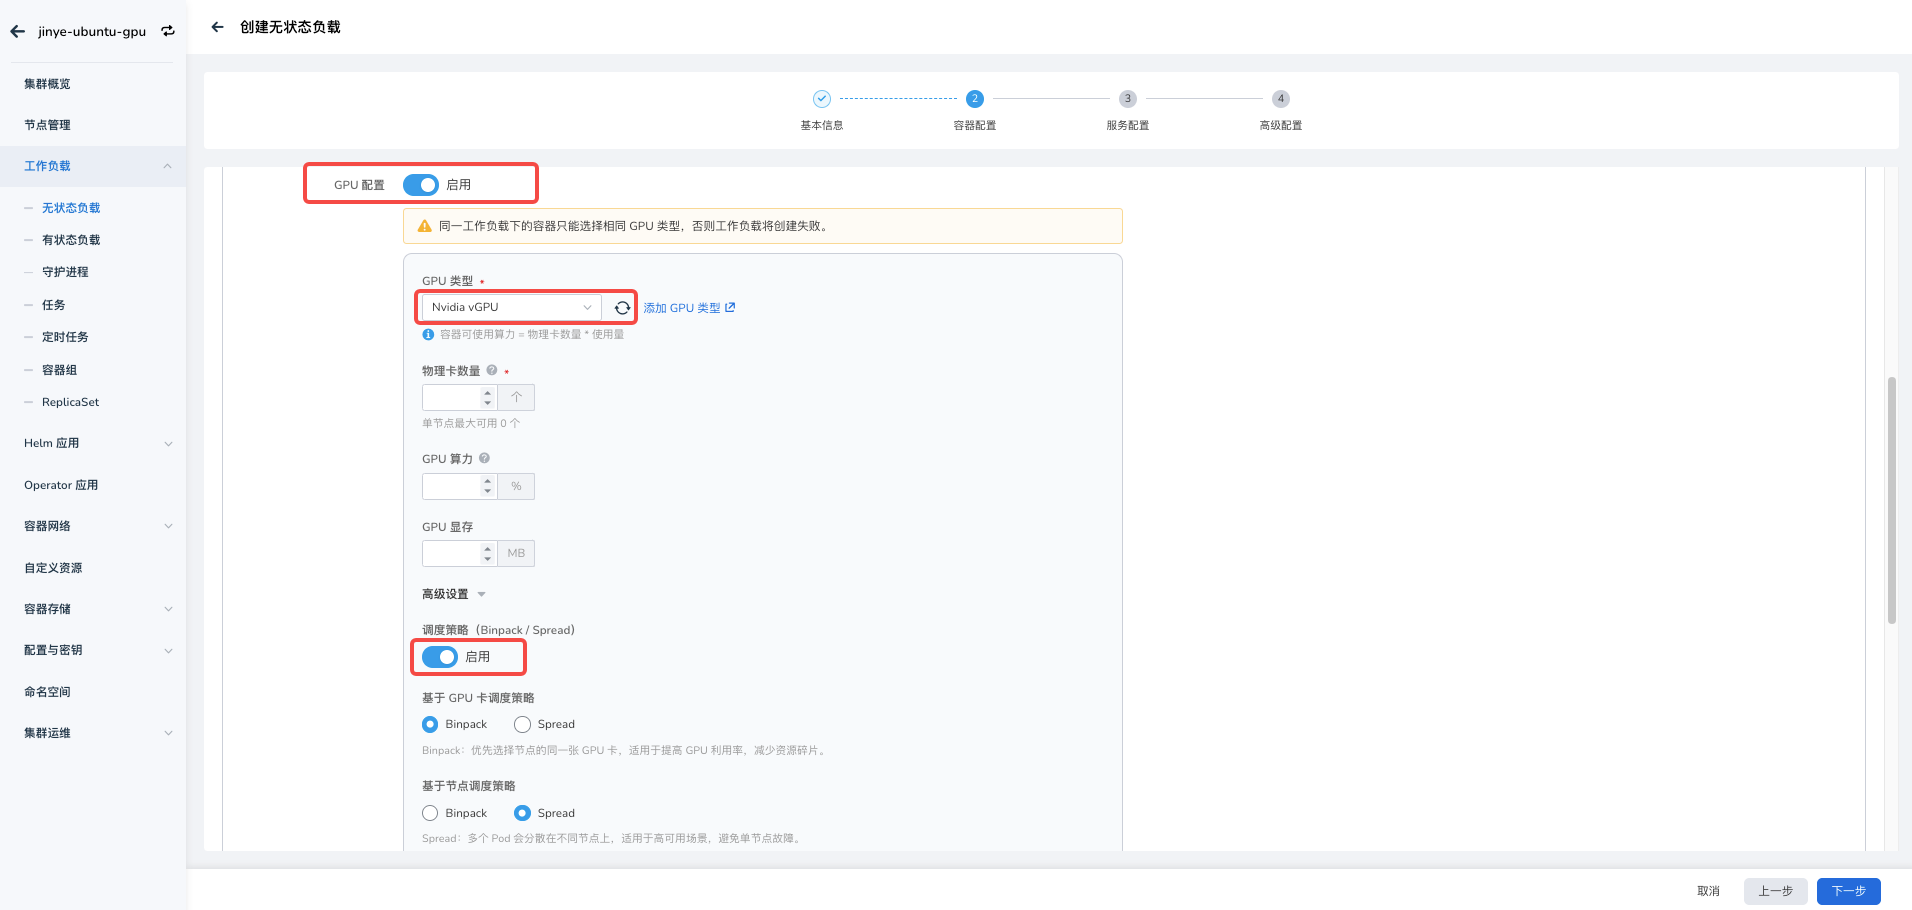 jinye-ubuntu-gpu
集群概览
节点管理
工作负载
无状态负载
有状态负载
守护进程
任务
定时任务
容器组
ReplicaSet
Helm 应用
Operator 应用
容器网络
自定义资源
容器存储
配置与密钥
命名空间
集群运维
创建无状态负载
2 3 4
基本信息 容器配置 服务配置 高级配置
GPU 配置 启用
同一工作负载下的容器只能选择相同 GPU 类型，否则工作负载将创建失败。
GPU 类型 *
Nvidia vGPU 添加 GPU 类型
容器可使用算力 = 物理卡数量 * 使用量
物理卡数量 ? *
个
单节点最大可用 0 个
GPU 算力 ?
%
GPU 显存
MB
高级设置
调度策略（Binpack / Spread）
启用
基于 GPU 卡调度策略
Binpack Spread
Binpack：优先选择节点的同一张 GPU 卡，适用于提高 GPU 利用率，减少资源碎片。
基于节点调度策略
Binpack Spread
Spread：多个 Pod 会分散在不同节点上，适用于高可用场景，避免单节点故障。
取消 上一步 下一步